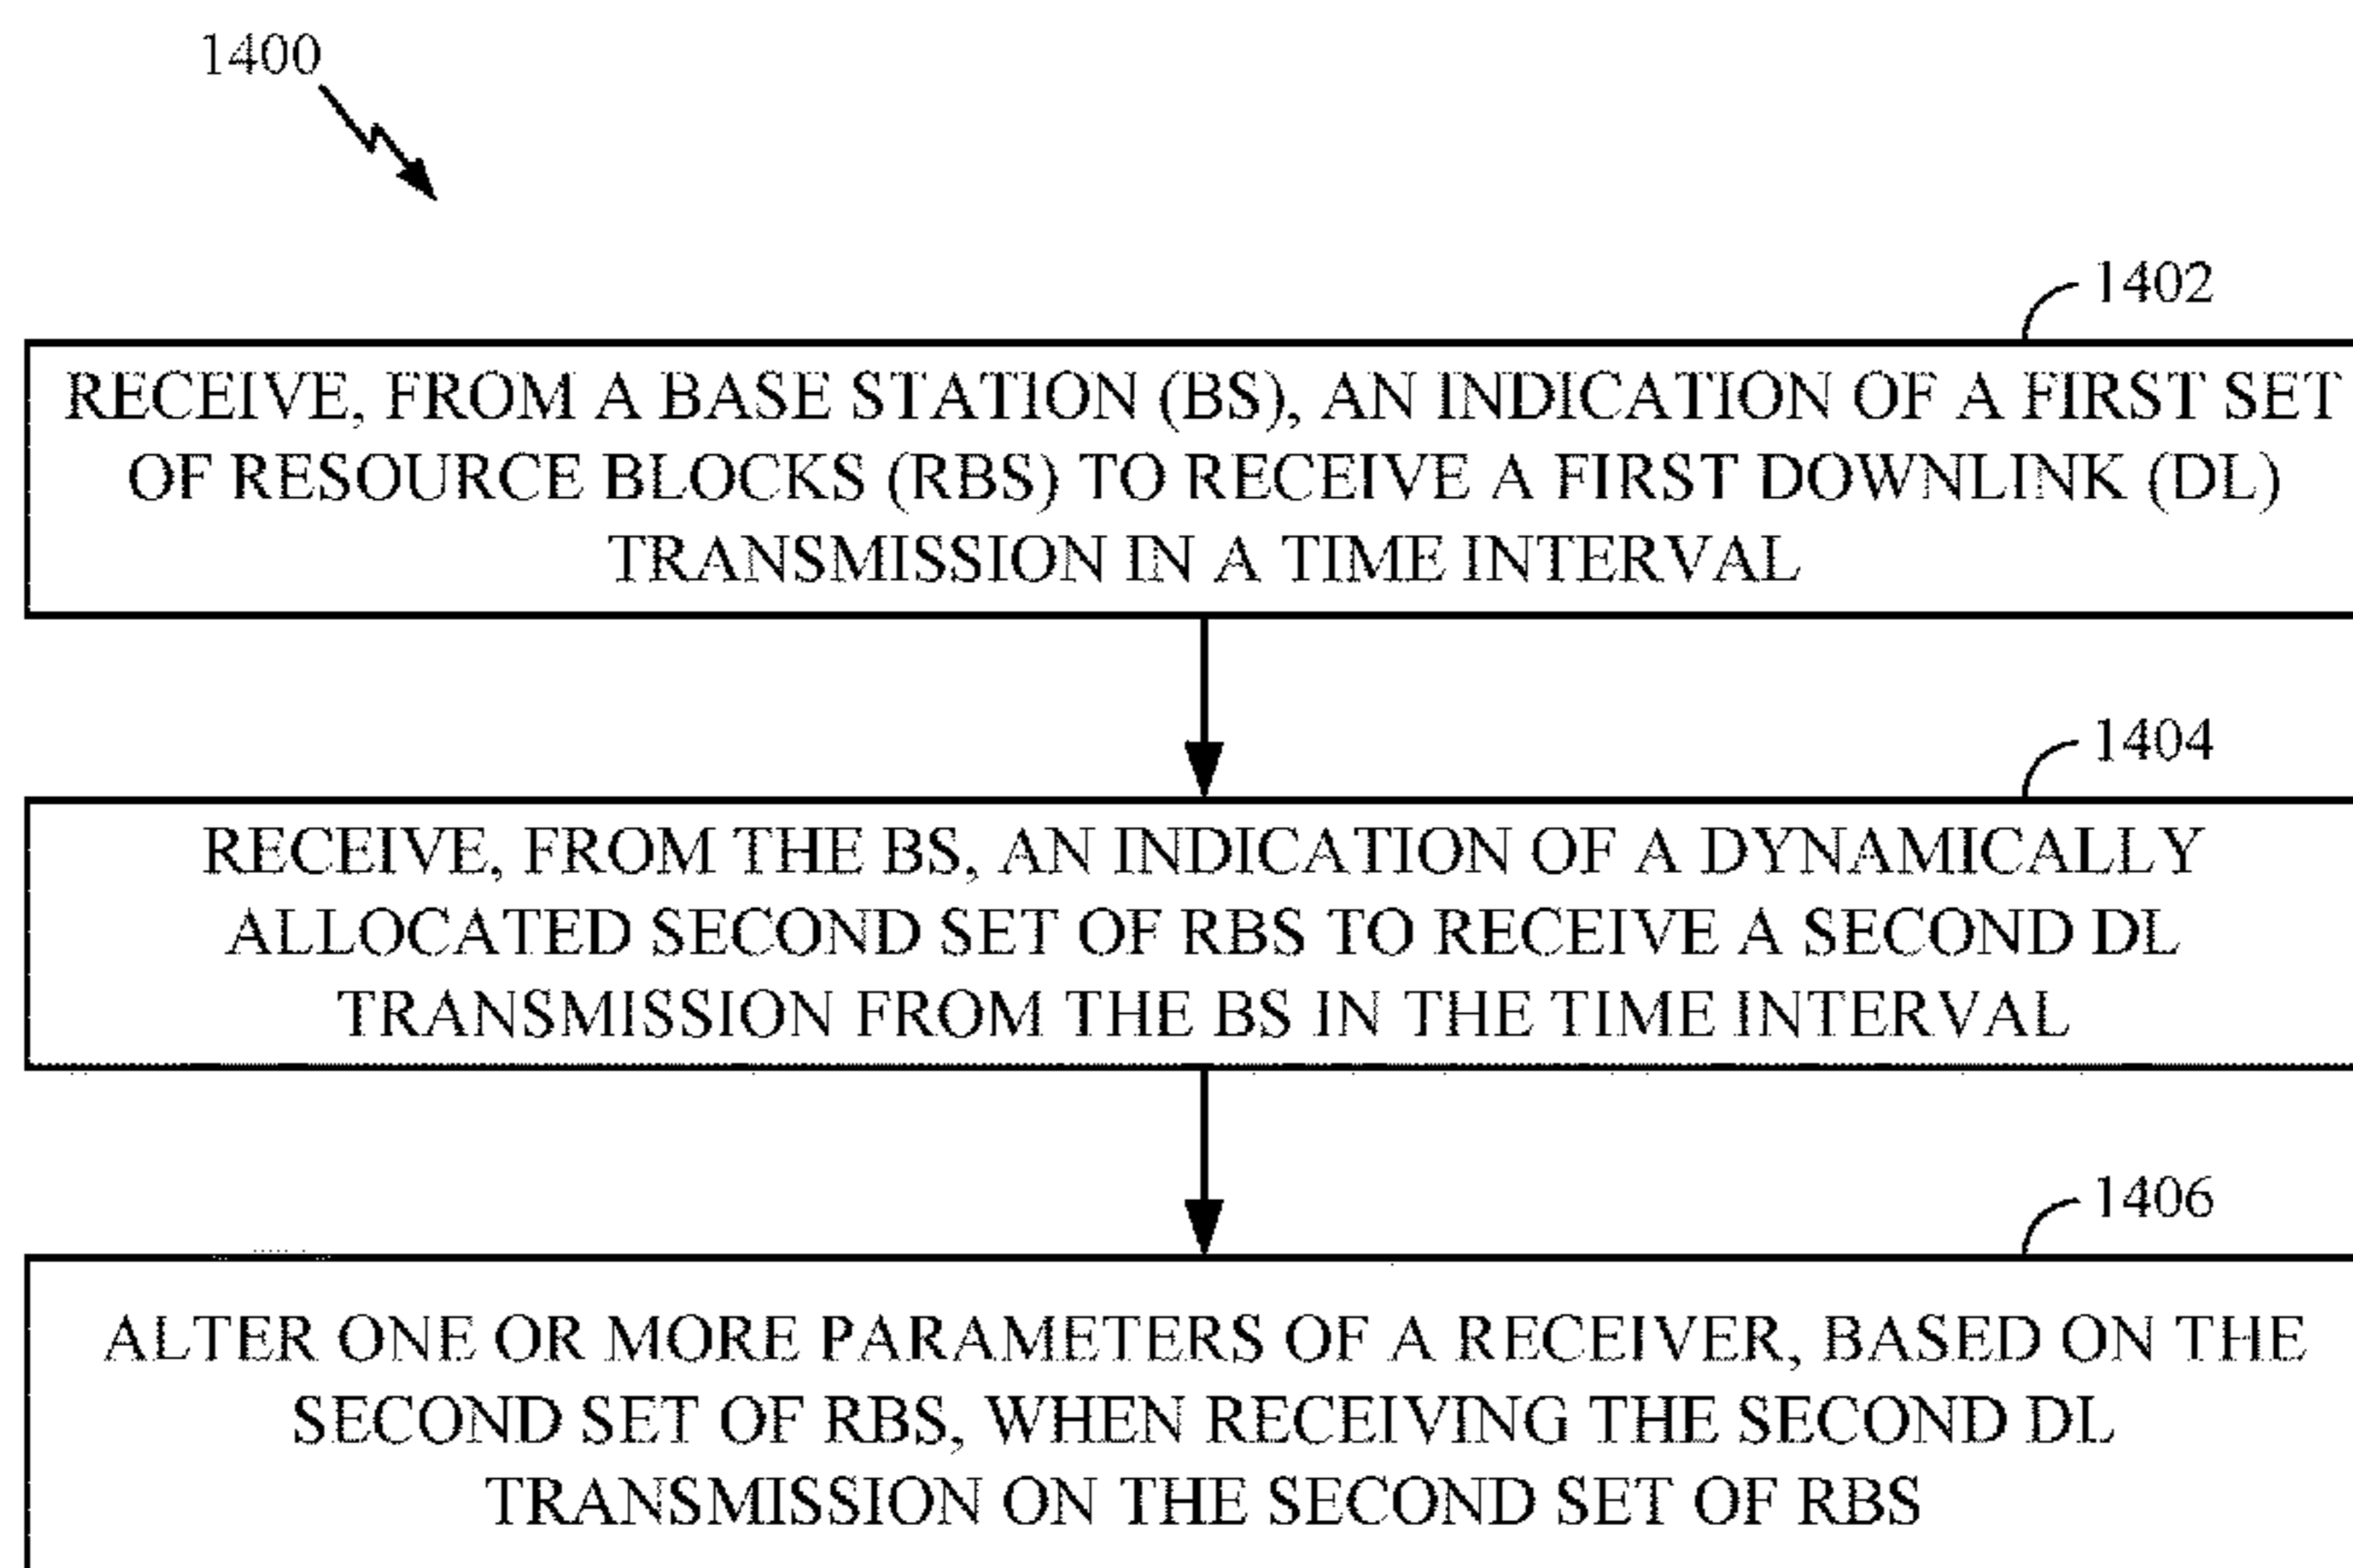 1400
1402
RECEIVE, FROM A BASE STATION (BS), AN INDICATION OF A FIRST SET
OF RESOURCE BLOCKS (RBS) TO RECEIVE A FIRST DOWNLINK (DL)
TRANSMISSION IN A TIME INTERVAL
1404
RECEIVE, FROM THE BS, AN INDICATION OF A DYNAMICALLY
ALLOCATED SECOND SET OF RBS TO RECEIVE A SECOND DL
TRANSMISSION FROM THE BS IN THE TIME INTERVAL
1406
ALTER ONE OR MORE PARAMETERS OF A RECEIVER, BASED ON THE
SECOND SET OF RBS, WHEN RECEIVING THE SECOND DL
TRANSMISSION ON THE SECOND SET OF RBS